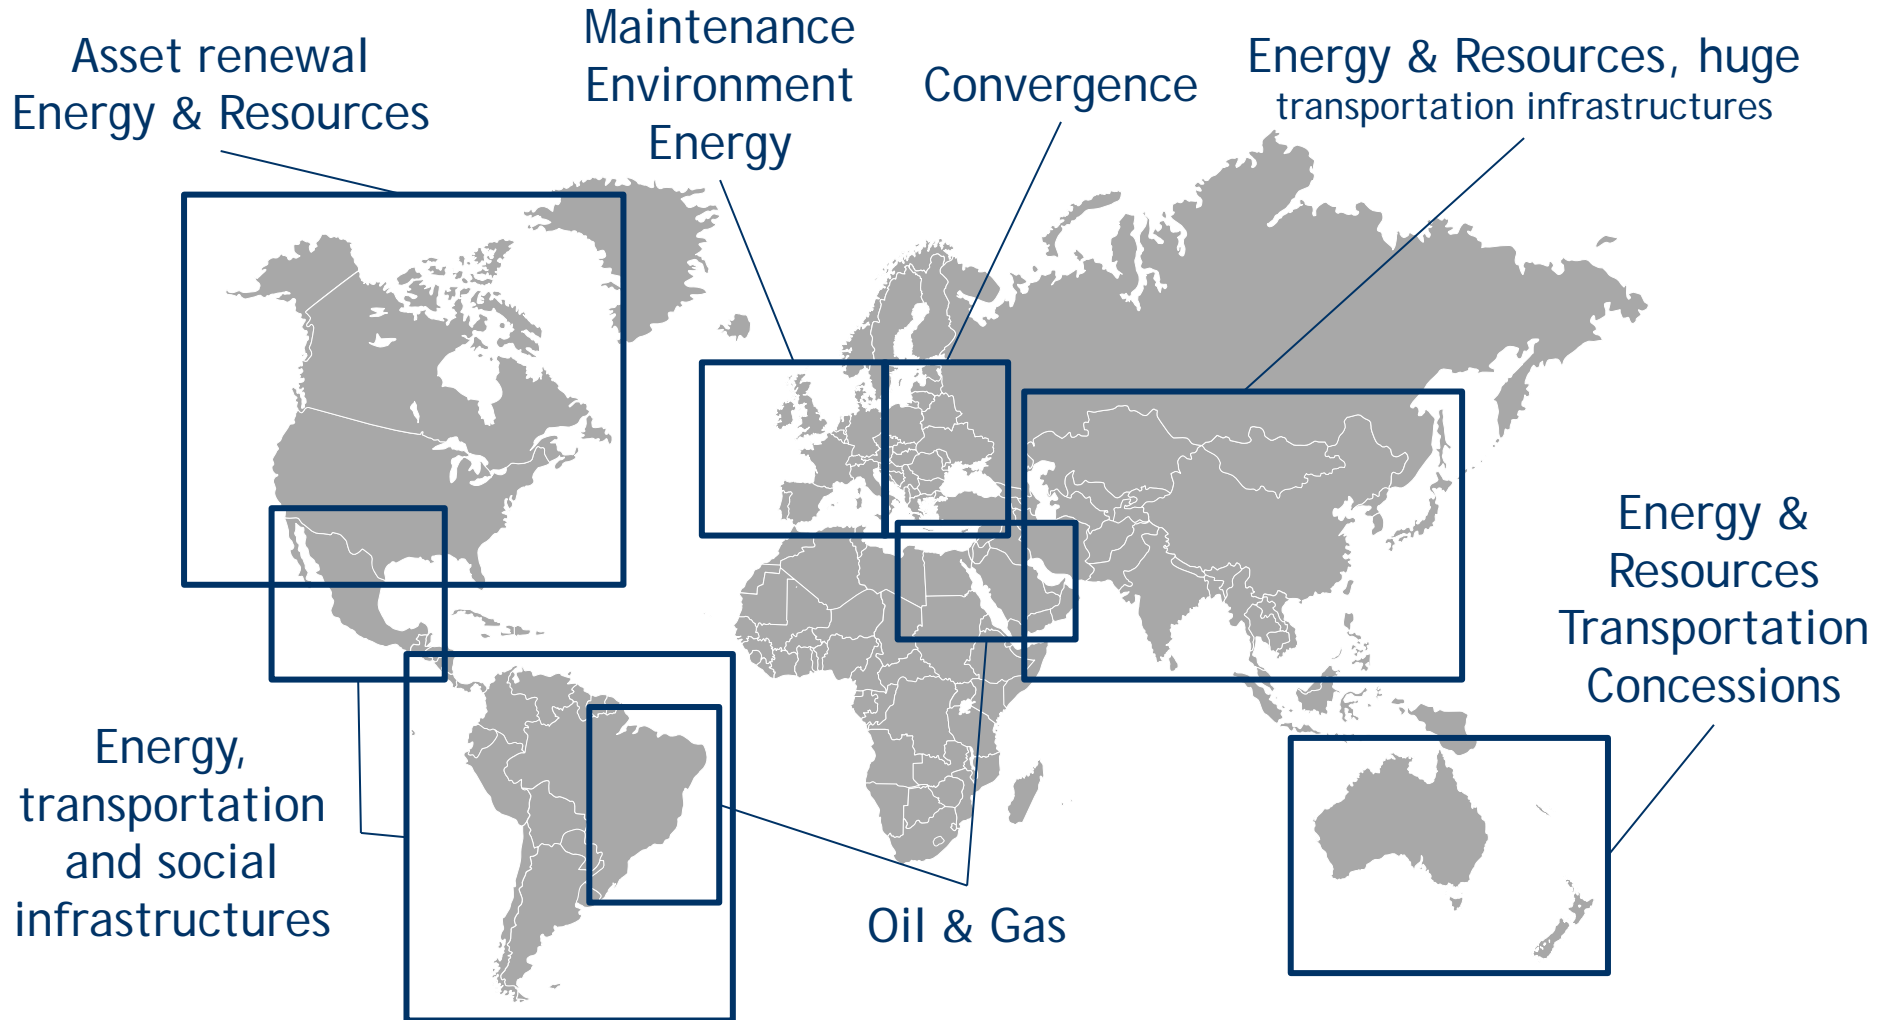 Asset renewal
Energy & Resources
Maintenance
Environment
Energy
Convergence
Energy & Resources, huge
transportation infrastructures
Energy &
Resources
Transportation
Concessions
Energy,
transportation
and social
infrastructures
Oil & Gas